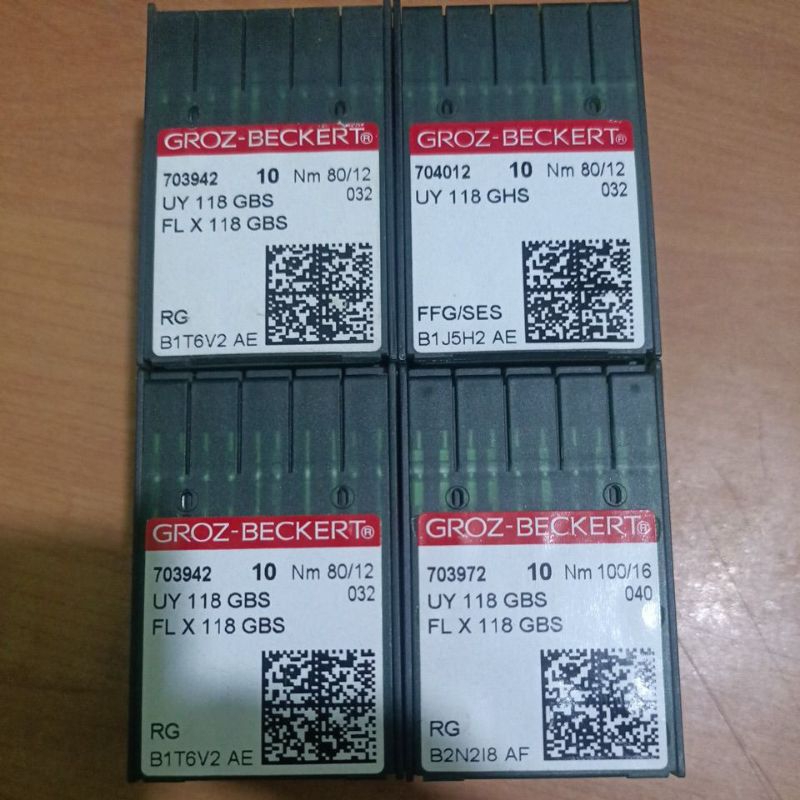 GROZ-BECKERT®
703942 10 Nm 80/12
032
UY 118 GBS
FL X 118 GBS
RG
B1T6V2 AE
GROZ-BECKERT®
704012 10 Nm 80/12
032
UY 118 GHS
FFG/SES
B1J5H2 AE
GROZ-BECKERT®
703942 10 Nm 80/12
032
UY 118 GBS
FL X 118 GBS
RG
B1T6V2 AE
GROZ-BECKERT®
703972 10 Nm 100/16
040
UY 118 GBS
FL X 118 GBS
RG
B2N2I8 AF